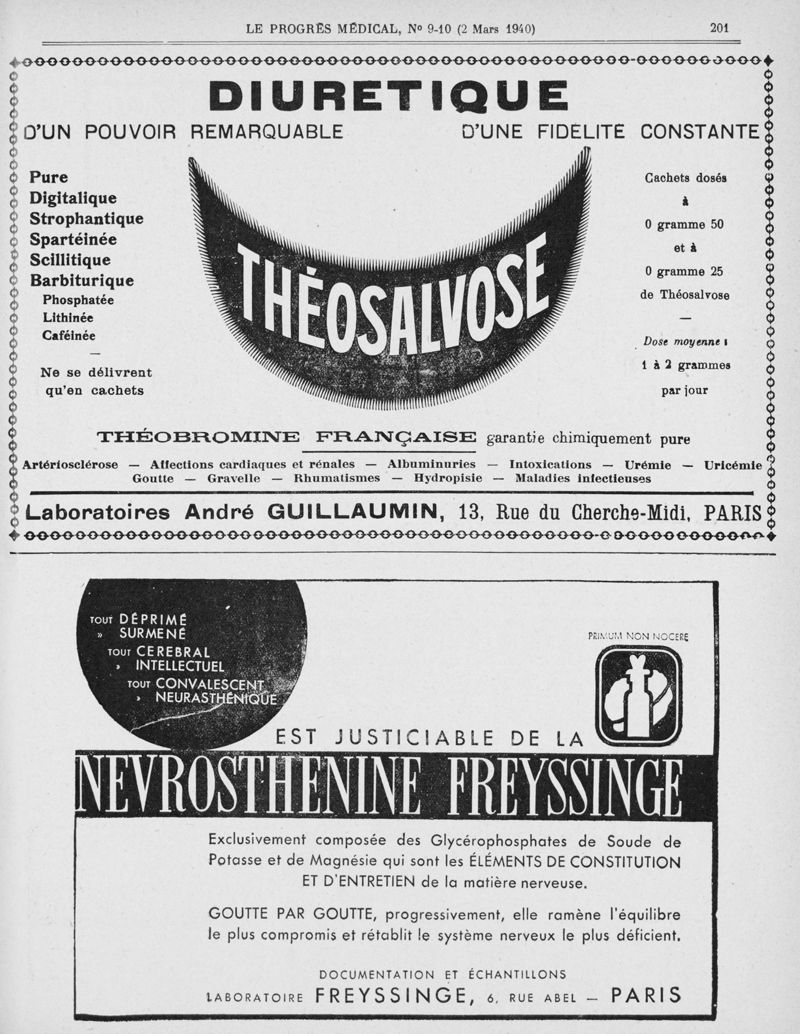 LE PROGRÈS MÉDICAL, Nº 9-10 (2 Mars 1940) 201
DIURETIQUE
D'UN POUVOIR REMARQUABLE D'UNE FIDELITE CONSTANTE
Pure
Digitalique
Strophantique
Spartéinée
Scillitique
Barbiturique
Phosphatée
Lithinée
Caféinée
—
Ne se délivrent
qu'en cachets
THÉOSALVOSE
Cachets dosés
à
0 gramme 50
et à
0 gramme 25
de Théosalvose
—
Dose moyenne :
1 à 2 grammes
par jour
THÉOBROMINE FRANÇAISE garantie chimiquement pure
Artériosclérose — Affections cardiaques et rénales — Albuminuries — Intoxications — Urémie — Uricémie
Goutte — Gravelle — Rhumatismes — Hydropisie — Maladies infectieuses
Laboratoires André GUILLAUMIN, 13, Rue du Cherche-Midi, PARIS
TOUT DÉPRIMÉ
» SURMENÉ
TOUT CEREBRAL
» INTELLECTUEL
TOUT CONVALESCENT
» NEURASTHÉNIQUE
PRIMUM NON NOCERE
EST JUSTICIABLE DE LA
NEVROSTHENINE FREYSSINGE
Exclusivement composée des Glycérophosphates de Soude de
Potasse et de Magnésie qui sont les ÉLÉMENTS DE CONSTITUTION
ET D'ENTRETIEN de la matière nerveuse.
GOUTTE PAR GOUTTE, progressivement, elle ramène l'équilibre
le plus compromis et rétablit le système nerveux le plus déficient.
DOCUMENTATION ET ÉCHANTILLONS
LABORATOIRE FREYSSINGE, 6, RUE ABEL — PARIS